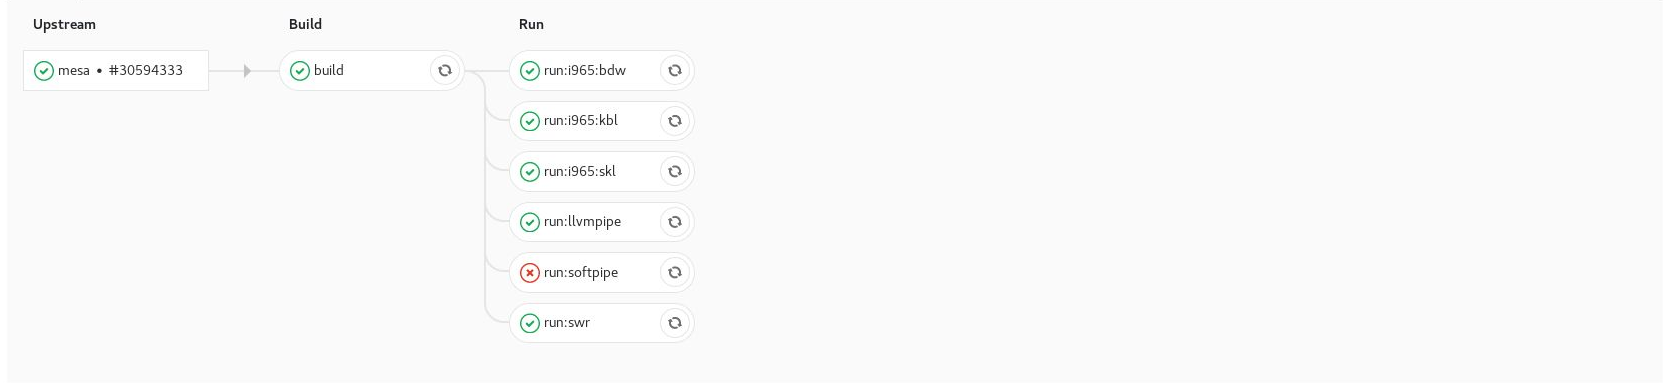 Upstream
Build
Run
mesa • #30594333
build
run:i965:bdw
run:i965:kbl
run:i965:skl
run:llvmpipe
run:softpipe
run:swr